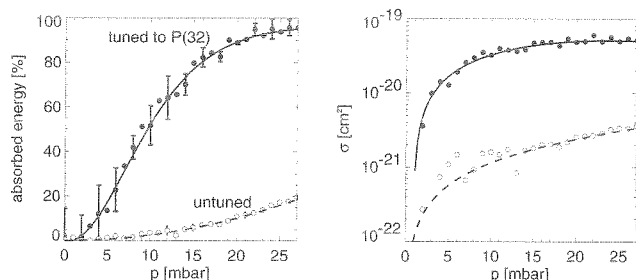 100
80
60
40
20
0
absorbed energy [%]
tuned to P(32)
untuned
0 5 10 15 20 25
p [mbar]
10-19
10-20
10-21
10-22
σ [cm²]
5 10 15 20 25
p [mbar]